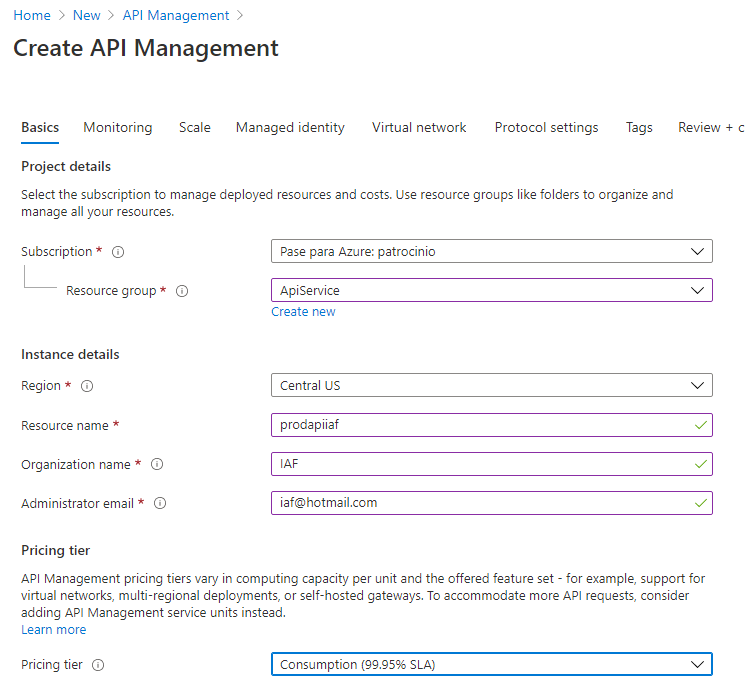 Home > New > API Management >
Create API Management
Basics Monitoring Scale Managed identity Virtual network Protocol settings Tags Review + c
Project details
Select the subscription to manage deployed resources and costs. Use resource groups like folders to organize and
manage all your resources.
Subscription * Pase para Azure: patrocinio
Resource group * ApiService
Create new
Instance details
Region * Central US
Resource name * prodapiiaf
Organization name * IAF
Administrator email * iaf@hotmail.com
Pricing tier
API Management pricing tiers vary in computing capacity per unit and the offered feature set - for example, support for
virtual networks, multi-regional deployments, or self-hosted gateways. To accommodate more API requests, consider
adding API Management service units instead.
Learn more
Pricing tier Consumption (99.95% SLA)